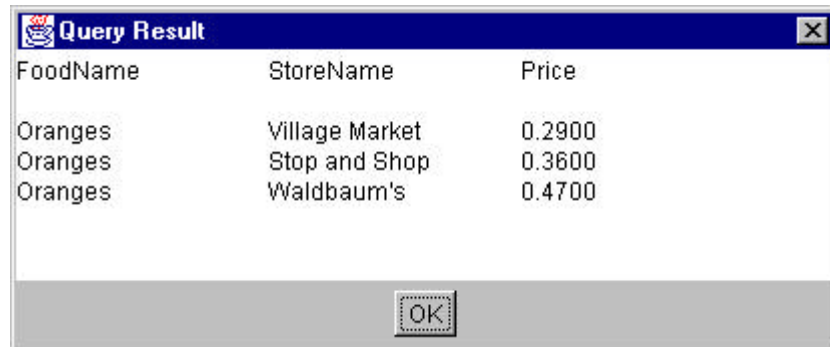 Query Result
FoodName StoreName Price
Oranges Village Market 0.2900
Oranges Stop and Shop 0.3600
Oranges Waldbaum's 0.4700
OK